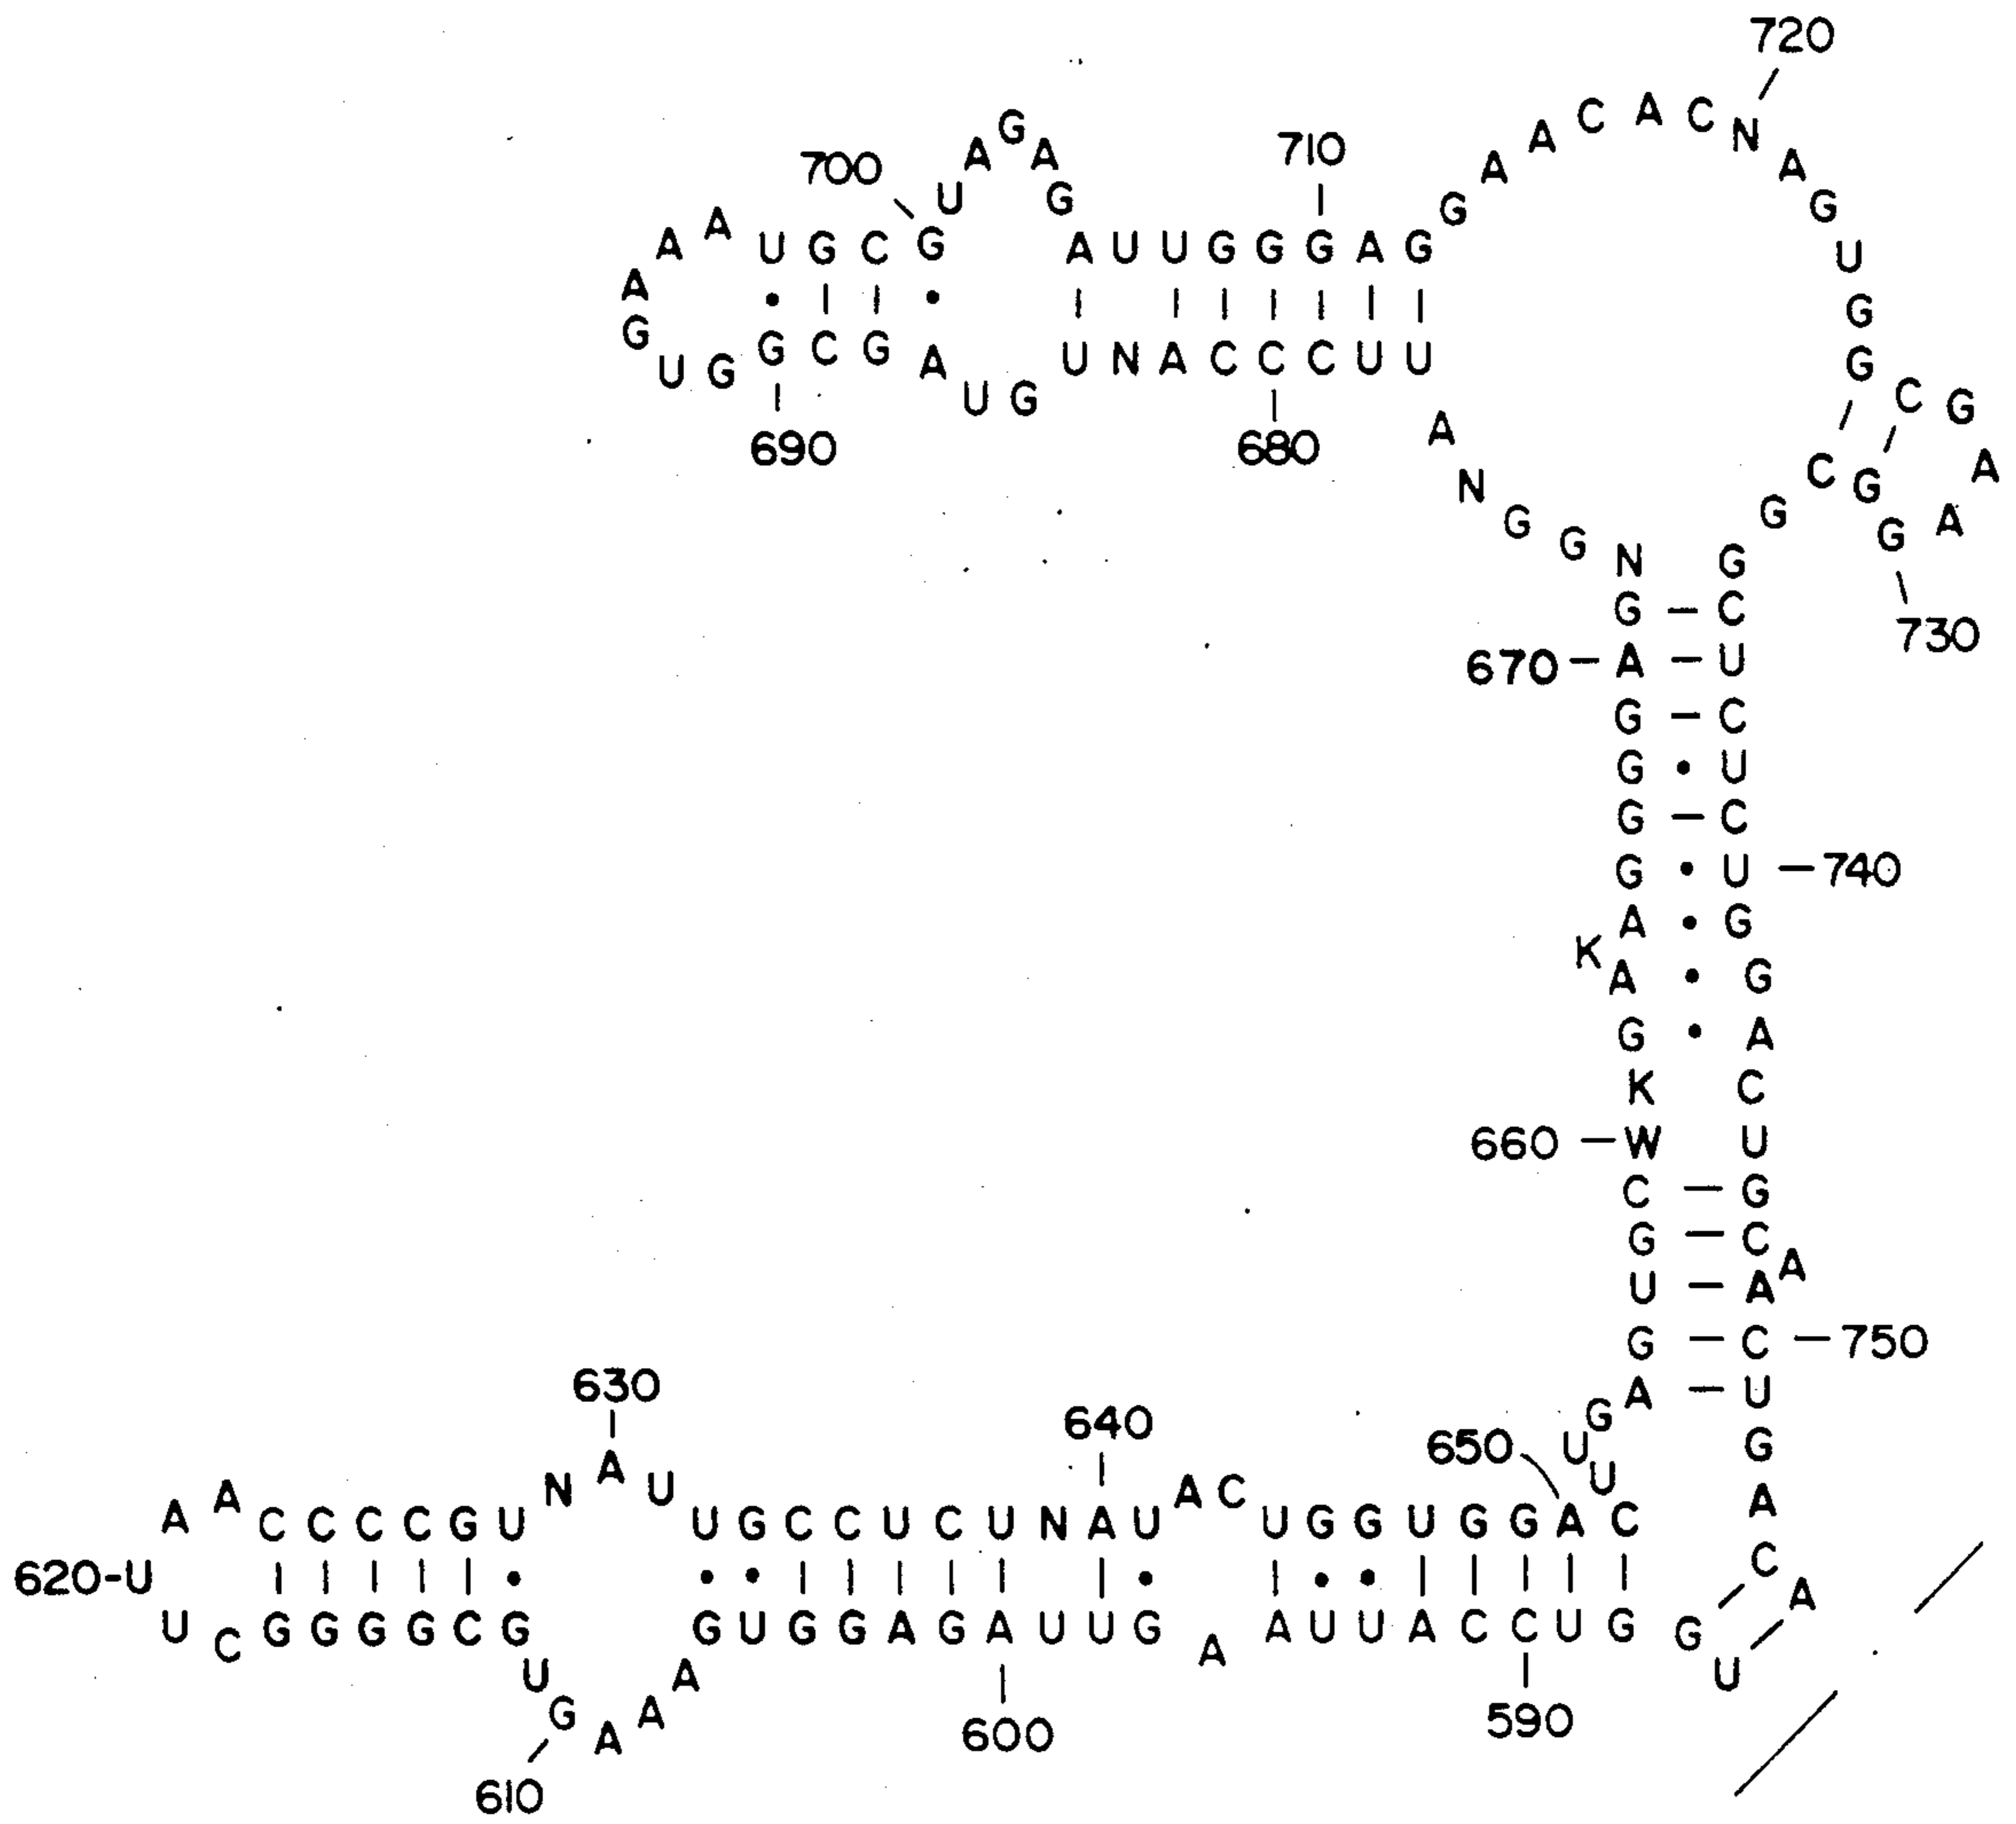 720
G
A G A
C A C N
700
710
A A
U G
G A A
A A U G C G
A U U G G G A G
G
U
A
G
G
G U G G C G A
U N A C C C U U
G C G
U G
C A
690
680
A
C G
N
G
A
G G N
G
G
G C
730
670 A U
G C
G U
G C
G U 740
A G
K
A G
G A
K C
660 W U
C G
G C
A
U A
630
G C 750
640
A U
G
650 U
G
N A U
A C
U
A
A A C C C C G U
U G C C U C U N A U
U G G U G G A C
620-U
C
A
U C G G G G C G
G U G G A G A U U G
A
A U U A C C U G
G
U
U
A
G A A
600
590
610